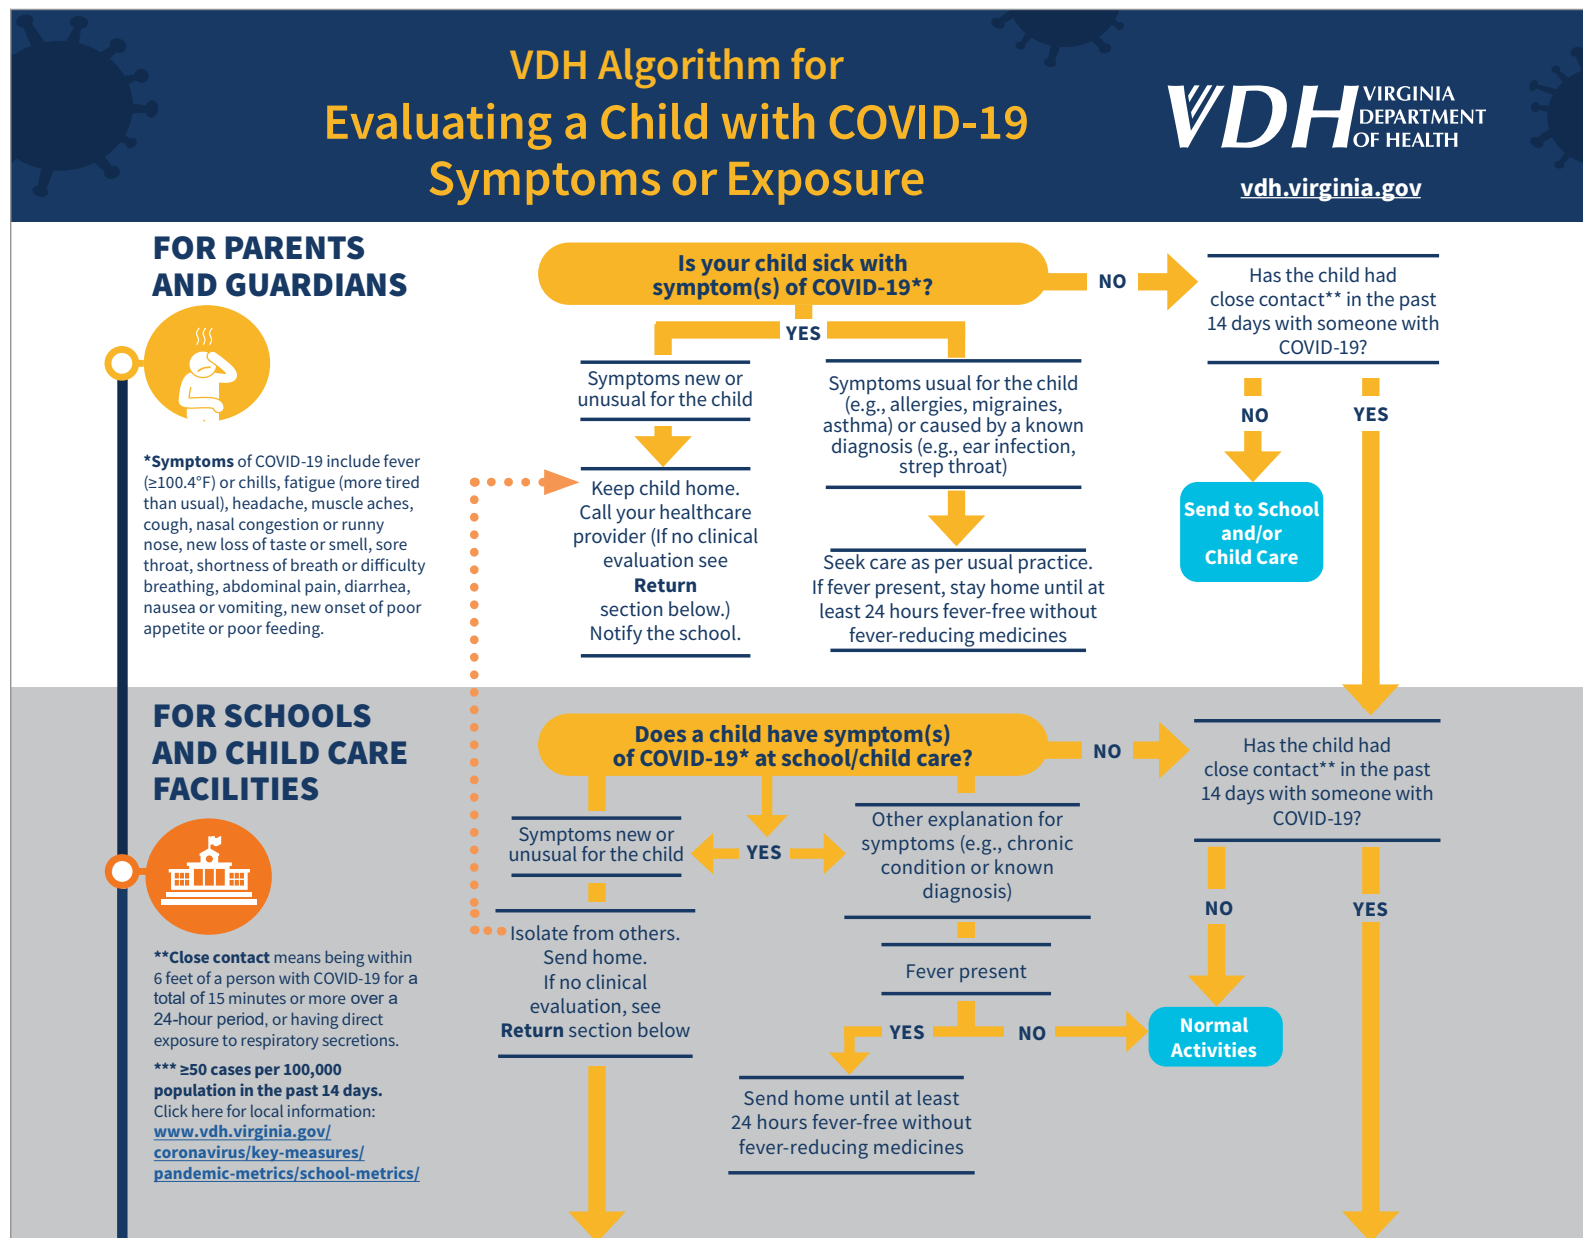 VDH Algorithm for
Evaluating a Child with COVID-19
Symptoms or Exposure
VDH VIRGINIA
DEPARTMENT
OF HEALTH
vdh.virginia.gov
FOR PARENTS
AND GUARDIANS
*Symptoms of COVID-19 include fever
(≥100.4°F) or chills, fatigue (more tired
than usual), headache, muscle aches,
cough, nasal congestion or runny
nose, new loss of taste or smell, sore
throat, shortness of breath or difficulty
breathing, abdominal pain, diarrhea,
nausea or vomiting, new onset of poor
appetite or poor feeding.
Is your child sick with
symptom(s) of COVID-19*?
NO
YES
Symptoms new or
unusual for the child
Keep child home.
Call your healthcare
provider (If no clinical
evaluation see
Return
section below.)
Notify the school.
Symptoms usual for the child
(e.g., allergies, migraines,
asthma) or caused by a known
diagnosis (e.g., ear infection,
strep throat)
Seek care as per usual practice.
If fever present, stay home until at
least 24 hours fever-free without
fever-reducing medicines
Has the child had
close contact** in the past
14 days with someone with
COVID-19?
NO
YES
Send to School
and/or
Child Care
FOR SCHOOLS
AND CHILD CARE
FACILITIES
**Close contact means being within
6 feet of a person with COVID-19 for a
total of 15 minutes or more over a
24-hour period, or having direct
exposure to respiratory secretions.
*** ≥50 cases per 100,000
population in the past 14 days.
Click here for local information:
www.vdh.virginia.gov/
coronavirus/key-measures/
pandemic-metrics/school-metrics/
Does a child have symptom(s)
of COVID-19* at school/child care?
NO
YES
Symptoms new or
unusual for the child
Isolate from others.
Send home.
If no clinical
evaluation, see
Return section below
Other explanation for
symptoms (e.g., chronic
condition or known
diagnosis)
Fever present
YES
NO
Send home until at least
24 hours fever-free without
fever-reducing medicines
Has the child had
close contact** in the past
14 days with someone with
COVID-19?
NO
YES
Normal
Activities